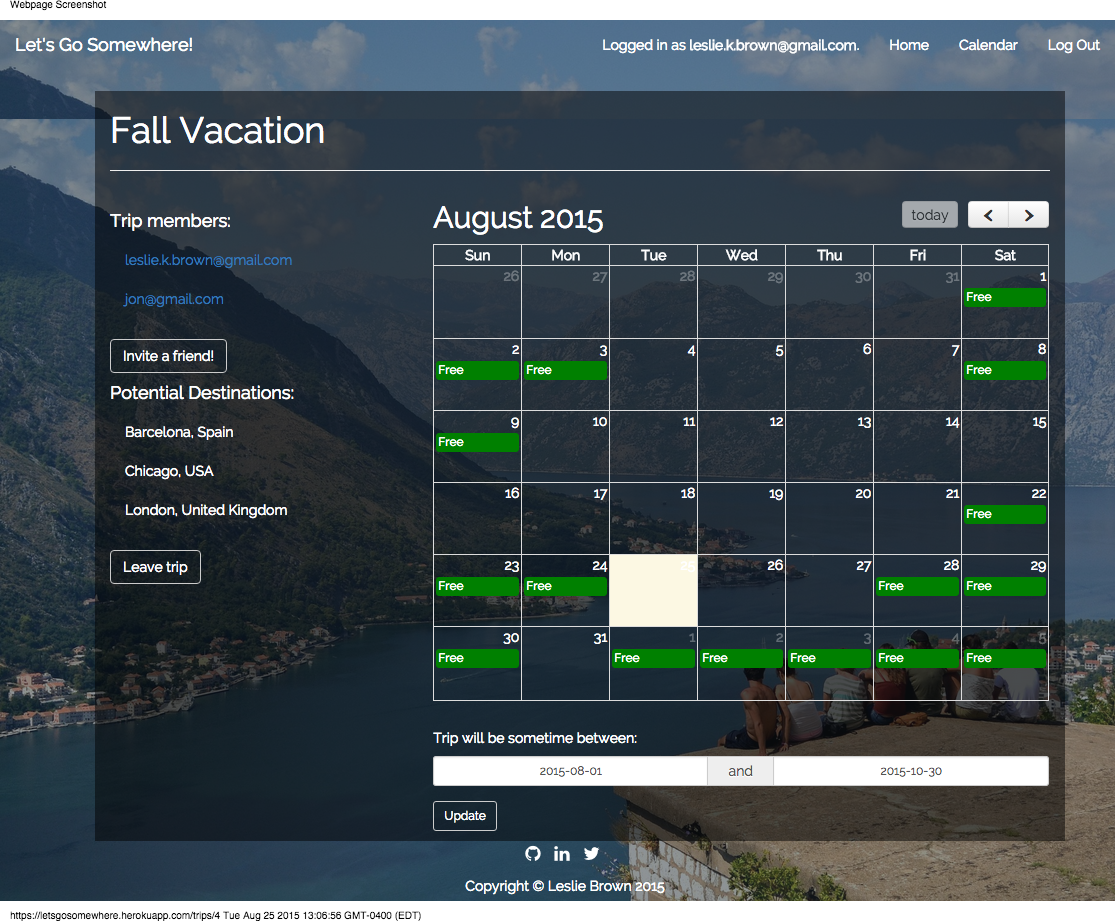 Webpage Screenshot
Let's Go Somewhere!
Logged in as leslie.k.brown@gmail.com. Home Calendar Log Out
Fall Vacation
Trip members:
leslie.k.brown@gmail.com
jon@gmail.com
Invite a friend!
Potential Destinations:
Barcelona, Spain
Chicago, USA
London, United Kingdom
Leave trip
August 2015
today
Sun Mon Tue Wed Thu Fri Sat
26 27 28 29 30 31 1
Free
2 3 4 5 6 7 8
Free Free Free
9 10 11 12 13 14 15
Free
16 17 18 19 20 21 22
Free
23 24 25 26 27 28 29
Free Free Free Free
30 31 1 2 3 4 5
Free Free Free Free Free Free
Trip will be sometime between:
2015-08-01 and 2015-10-30
Update
Copyright © Leslie Brown 2015
https://letsgosomewhere.herokuapp.com/trips/4 Tue Aug 25 2015 13:06:56 GMT-0400 (EDT)